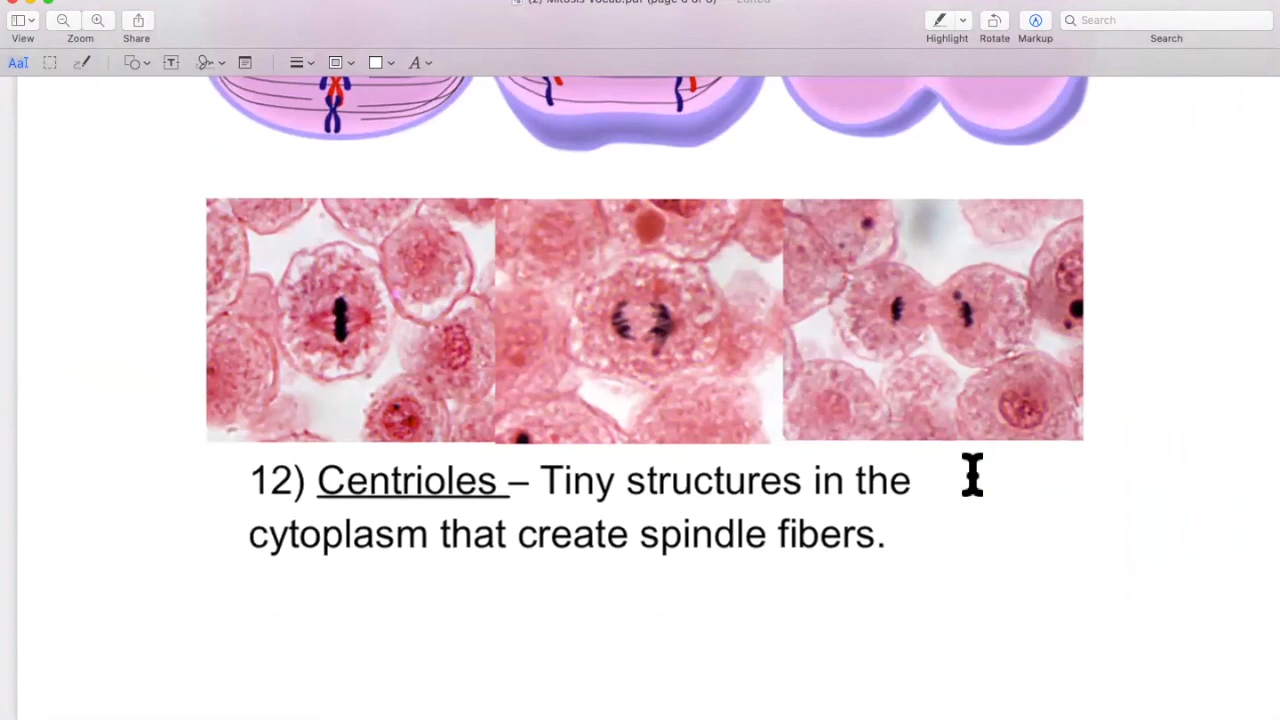 View
Zoom
Share
Highlight
Rotate
Markup
Search
Search
AaI
T
A
12) Centrioles – Tiny structures in the
cytoplasm that create spindle fibers.